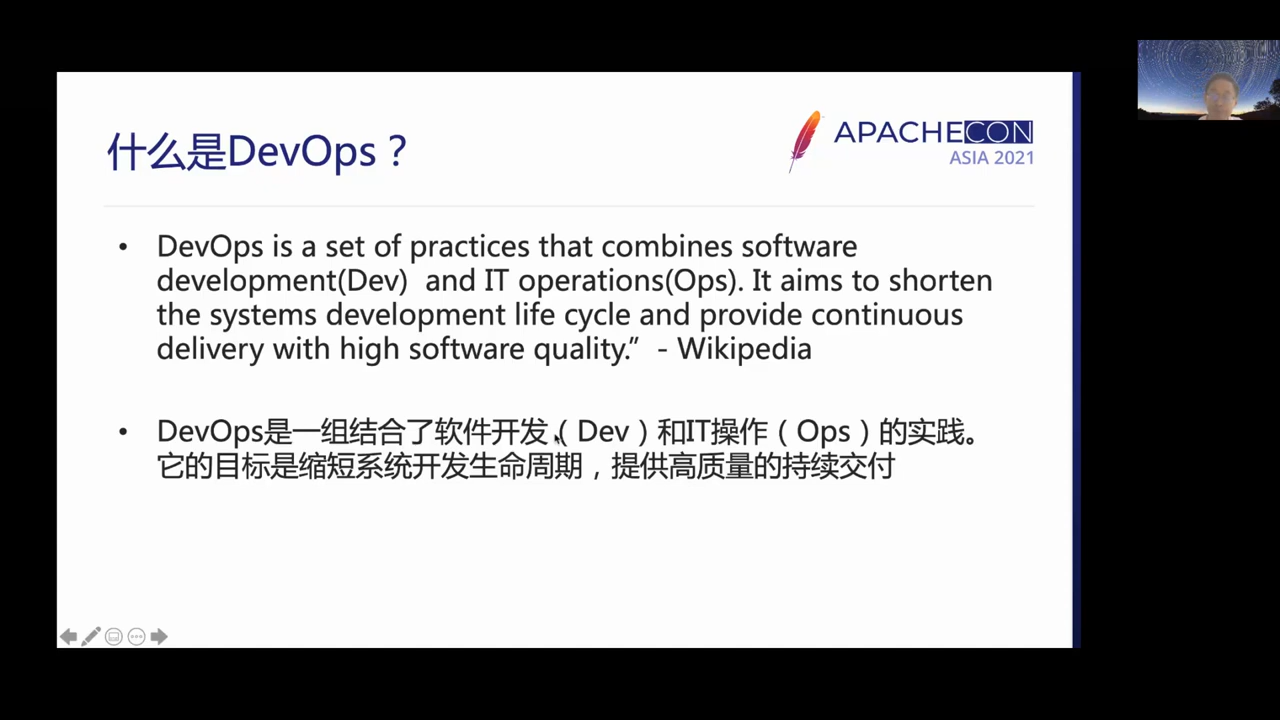 什么是DevOps？
APACHECON
ASIA 2021
• DevOps is a set of practices that combines software
development(Dev)  and IT operations(Ops). It aims to shorten
the systems development life cycle and provide continuous
delivery with high software quality.”  - Wikipedia
• DevOps是一组结合了软件开发（Dev）和IT操作（Ops）的实践。
它的目标是缩短系统开发生命周期，提供高质量的持续交付